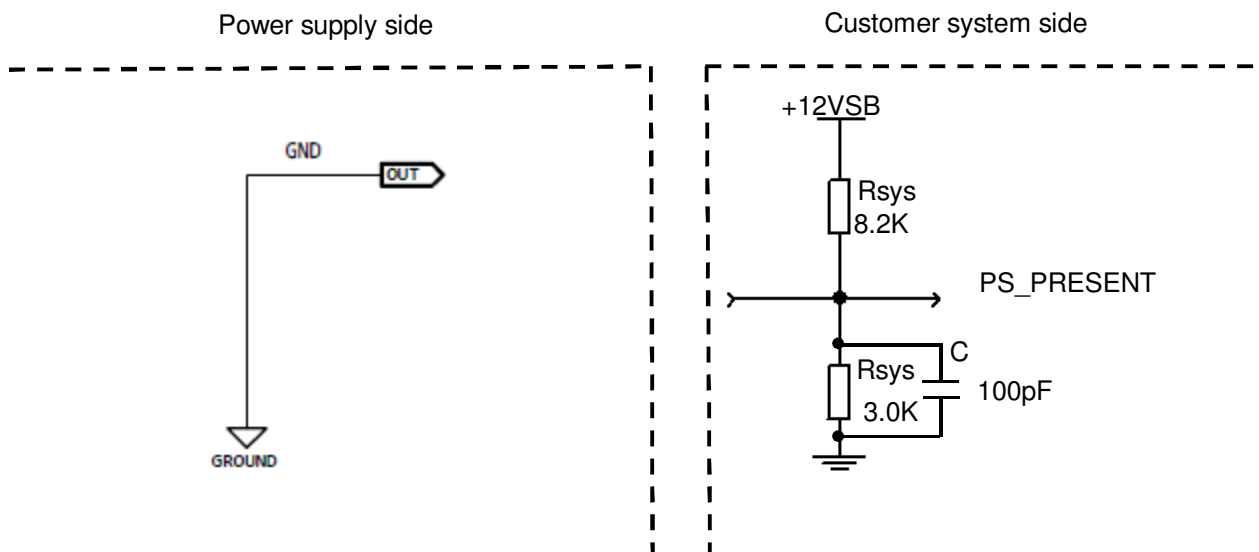 Power supply side
Customer system side
GND
OUT
GROUND
+12VSB
Rsys
8.2K
PS_PRESENT
C
Rsys
100pF
3.0K